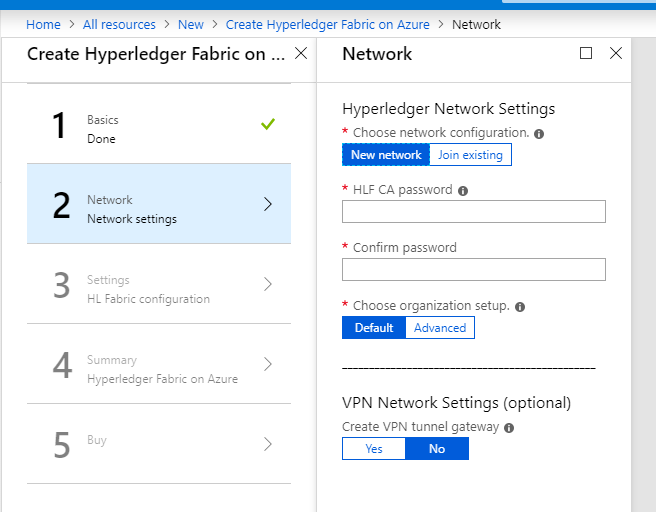 Home > All resources > New > Create Hyperledger Fabric on Azure > Network
Create Hyperledger Fabric on ...
1
Basics
Done
2
Network
Network settings
3
Settings
HL Fabric configuration
4
Summary
Hyperledger Fabric on Azure
5
Buy
Network
Hyperledger Network Settings
* Choose network configuration.
New network Join existing
* HLF CA password
* Confirm password
* Choose organization setup.
Default Advanced
VPN Network Settings (optional)
Create VPN tunnel gateway
Yes No